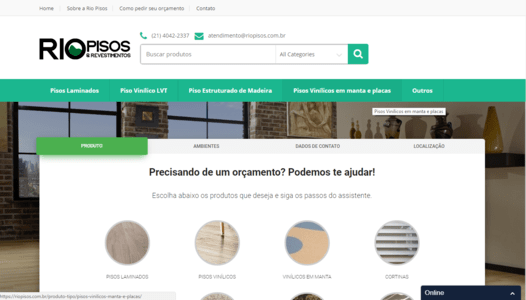 Home Sobre a Rio Pisos Como pedir seu orçamento Contato
(21) 4042.2337 atendimento@riopisos.com.br
RIO PISOS
& REVESTIMENTOS
Buscar produtos All Categories
Pisos Laminados Piso Vinílico LVT Piso Estruturado de Madeira Pisos Vinílicos em manta e placas Outros
Pisos Vinílicos em manta e placas
PRODUTO AMBIENTES DADOS DE CONTATO LOCALIZAÇÃO
Precisando de um orçamento? Podemos te ajudar!
Escolha abaixo os produtos que deseja e siga os passos do assistente.
PISOS LAMINADOS PISOS VINÍLICOS VINÍLICOS EM MANTA CORTINAS
https://riopisos.com.br/produto-tipo/pisos-vinilicos-manta-e-placas/
Online